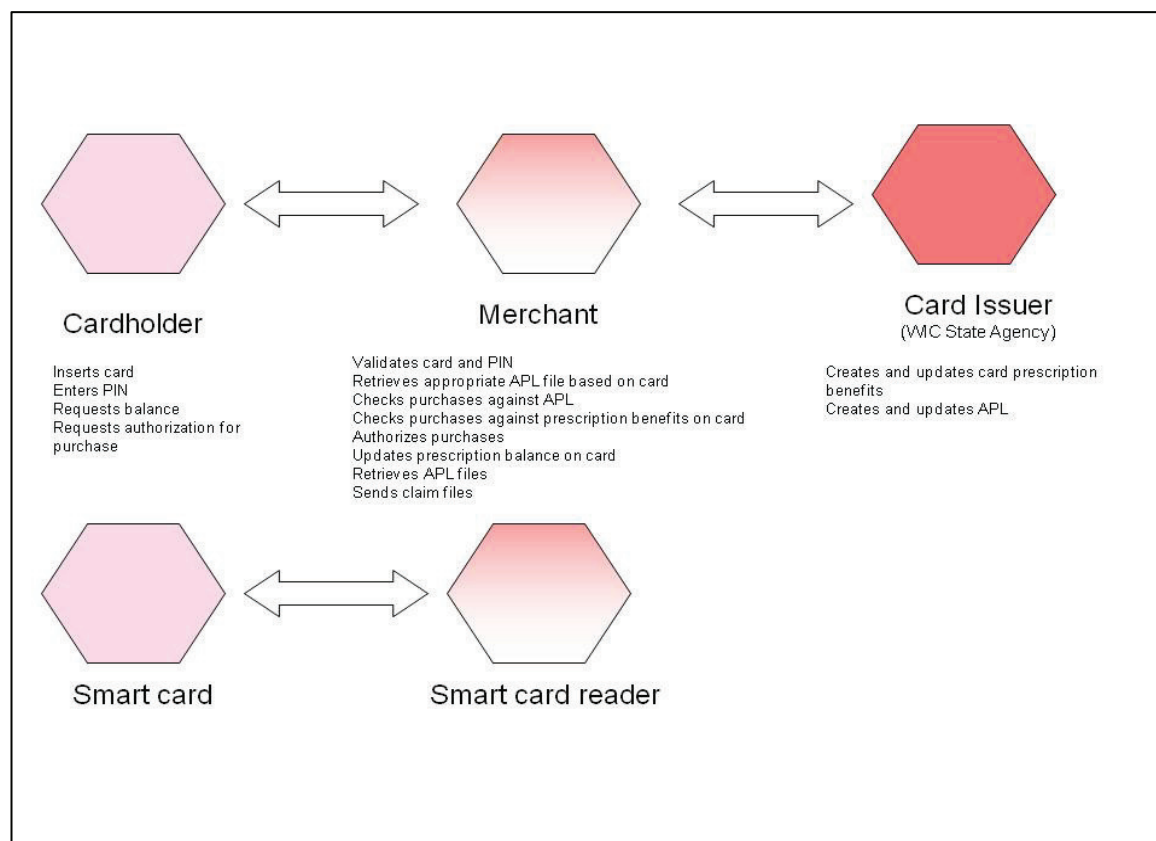 Cardholder
Merchant
Card Issuer
(WIC State Agency)
Inserts card
Enters PIN
Requests balance
Requests authorization for
purchase
Validates card and PIN
Retrieves appropriate APL file based on card
Checks purchases against APL
Checks purchases against prescription benefits on card
Authorizes purchases
Updates prescription balance on card
Retrieves APL files
Sends claim files
Creates and updates card prescription
benefits
Creates and updates APL
Smart card
Smart card reader